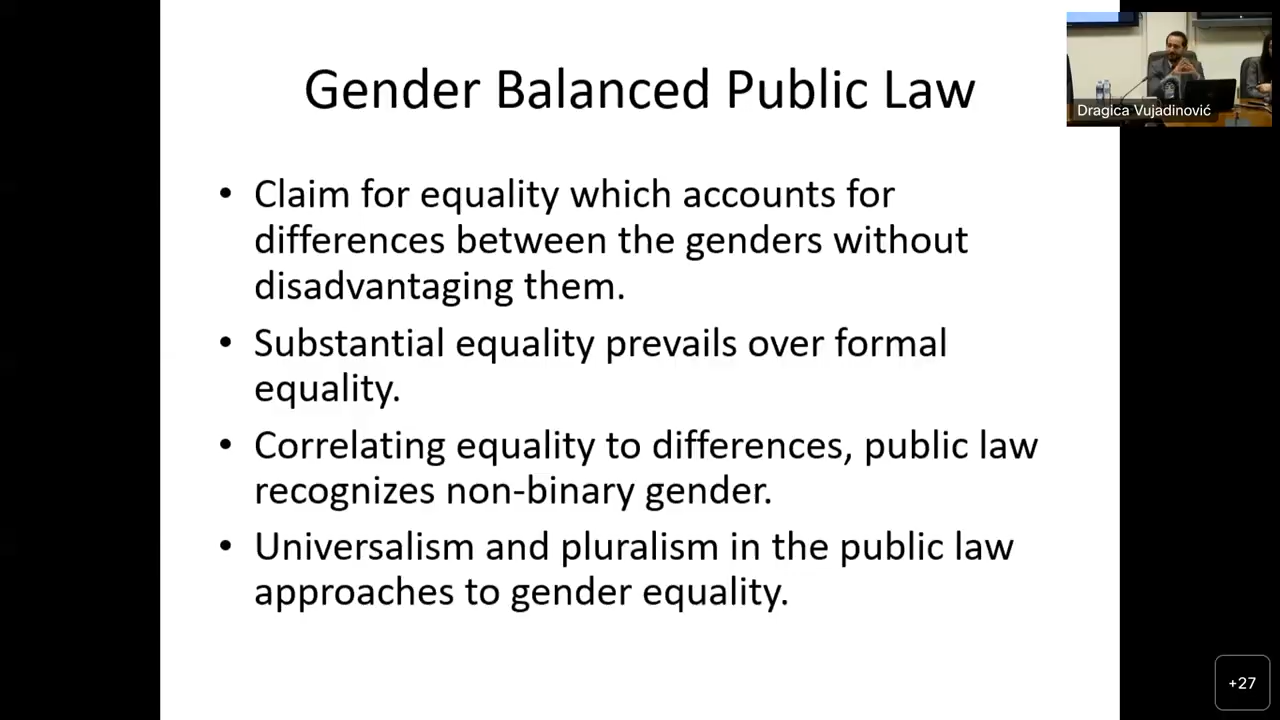 Gender Balanced Public Law
Dragica Vujadinović
• Claim for equality which accounts for
differences between the genders without
disadvantaging them.
• Substantial equality prevails over formal
equality.
• Correlating equality to differences, public law
recognizes non-binary gender.
• Universalism and pluralism in the public law
approaches to gender equality.
+27